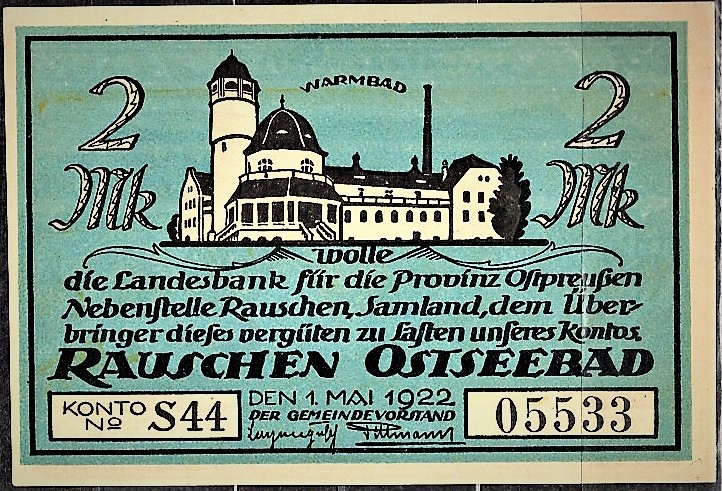 WARMBAD
2 Mk
2 Mk
wolle
die Landesbank für die Provinz Oſtpreuſſen
Nebenſtelle Rauschen, Samland, dem Über-
bringer dieſes vergüten zu Laſten unſeres Kontos.
RAUSCHEN OSTSEEBAD
KONTO No S44
DEN 1. MAI 1922
DER GEMEINDEVORSTAND
05533